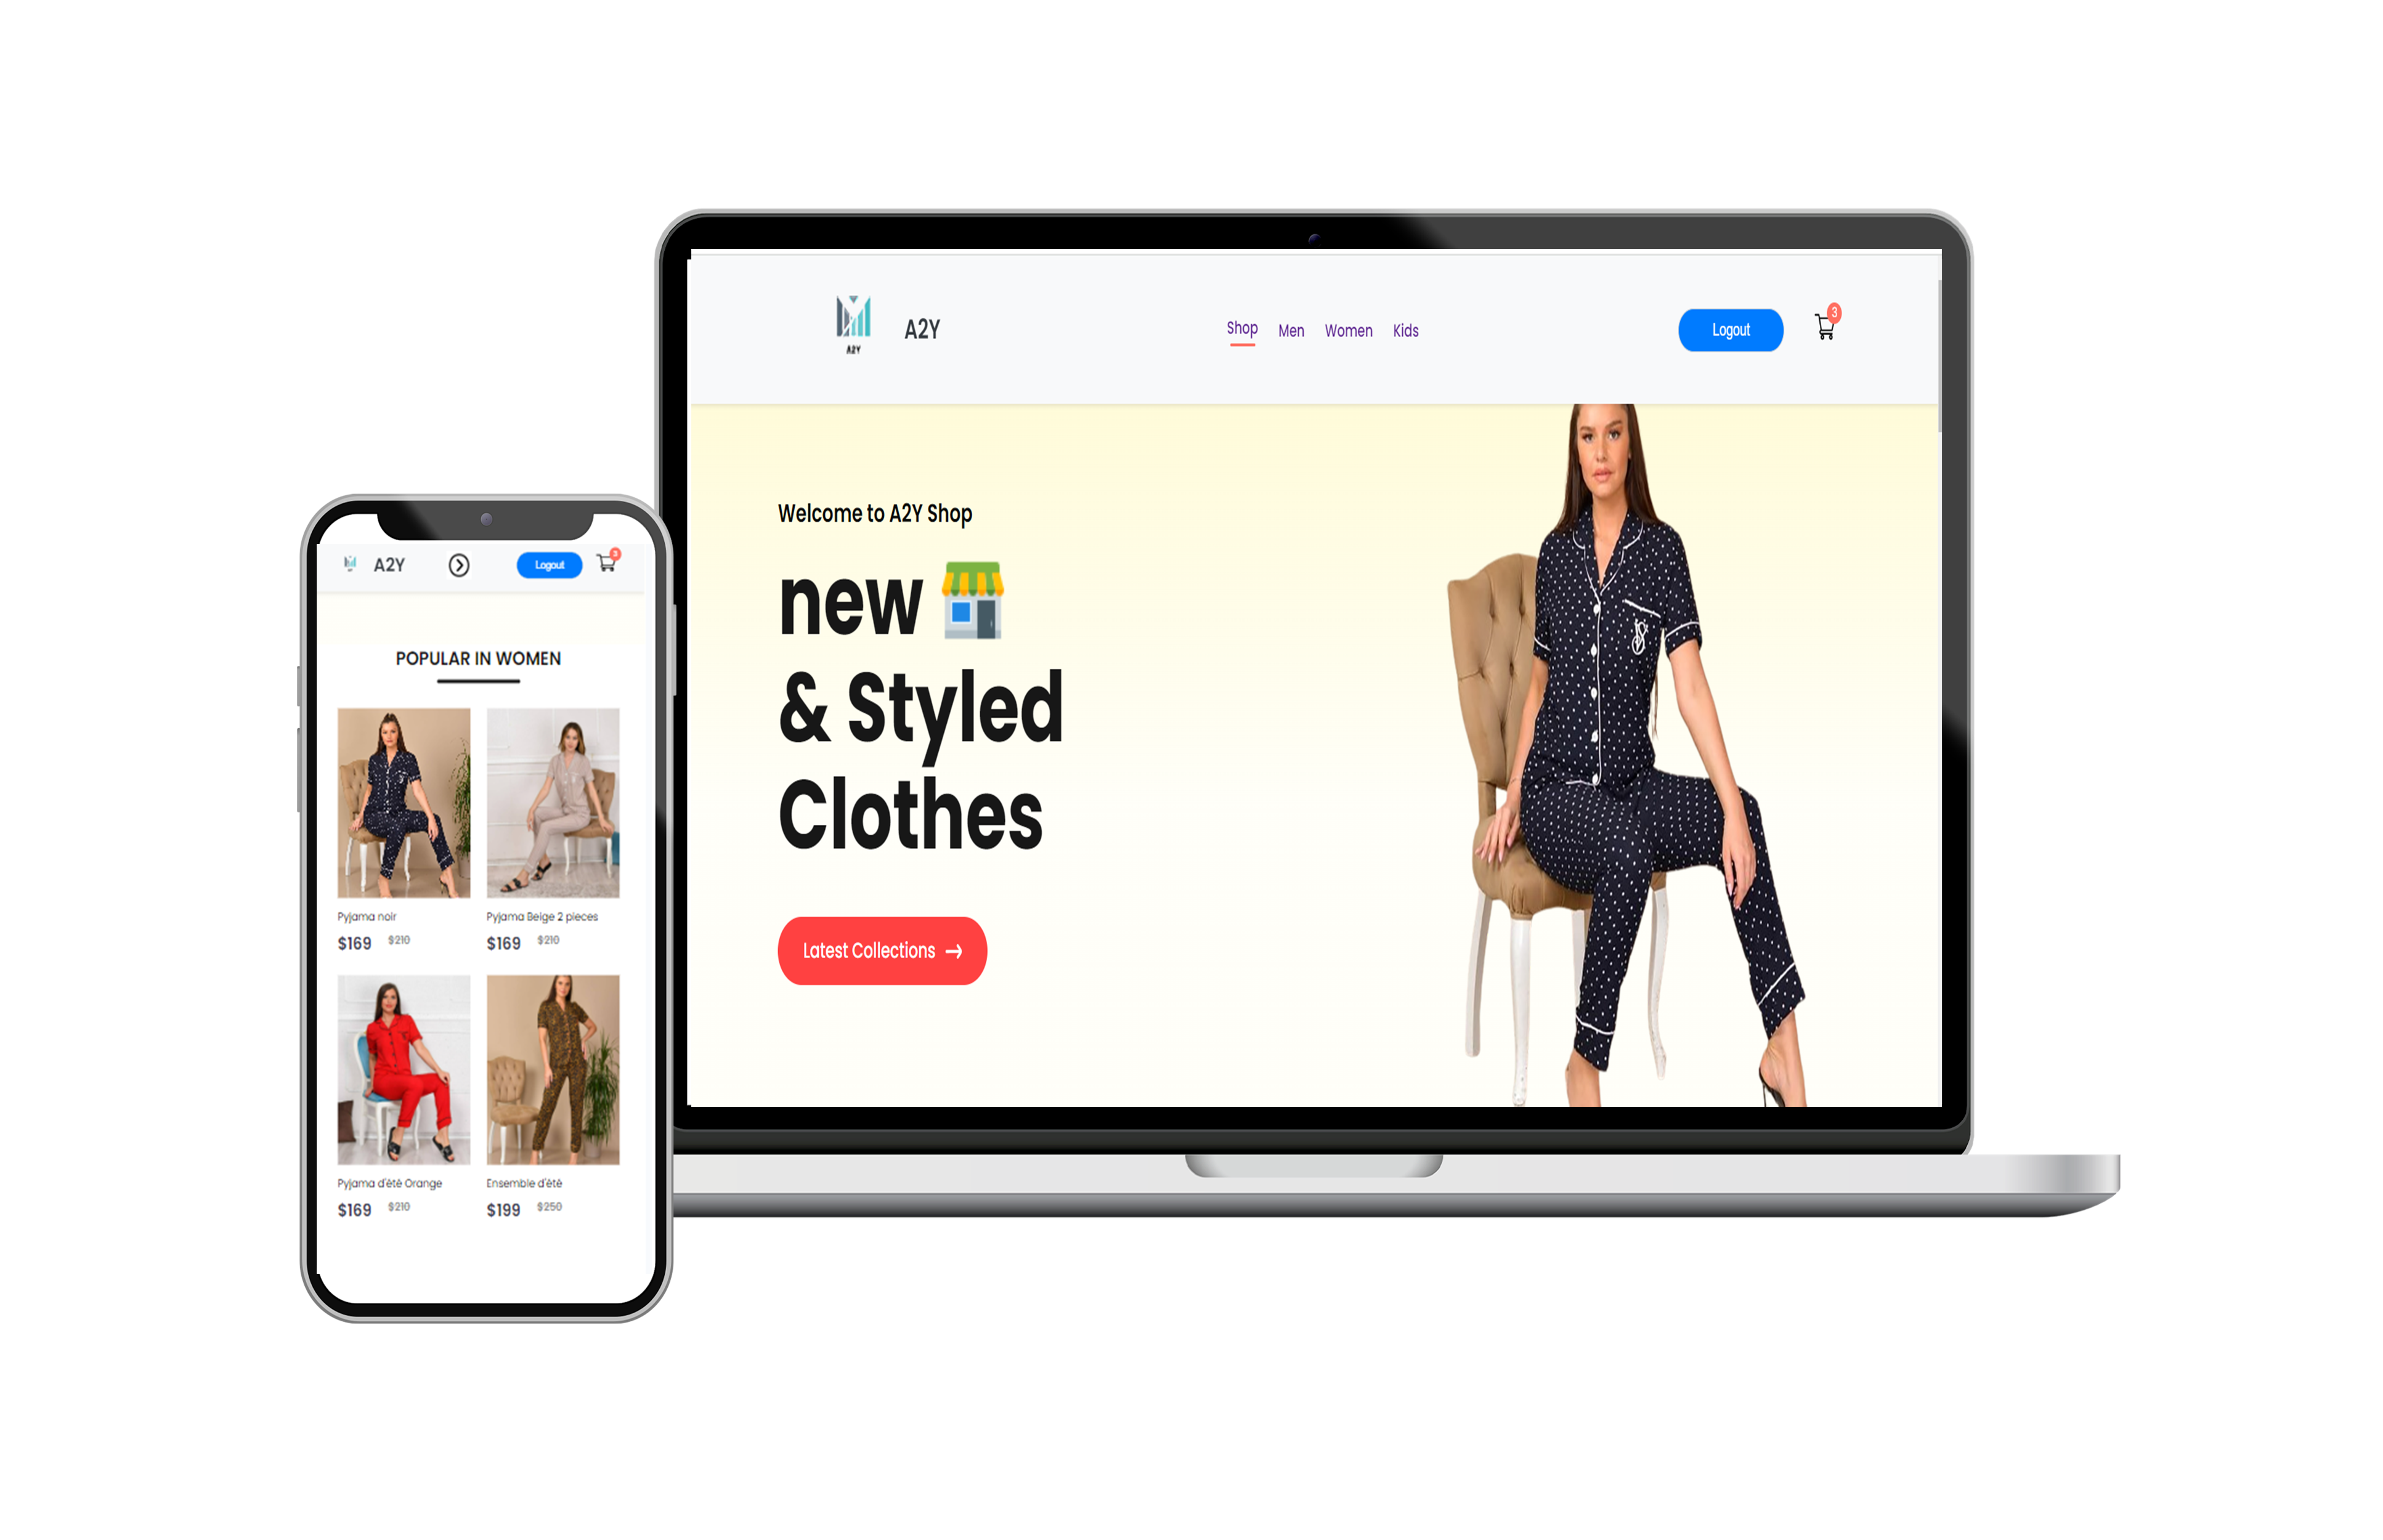 A2Y
A2Y
Shop Men Women Kids
Logout
3
Welcome to A2Y Shop
new
& Styled
Clothes
Latest Collections →
A2Y
Logout
3
POPULAR IN WOMEN
Pyjama noir
$169 $210
Pyjama Beige 2 pieces
$169 $210
Pyjama d'été Orange
$169 $210
Ensemble d'été
$199 $250